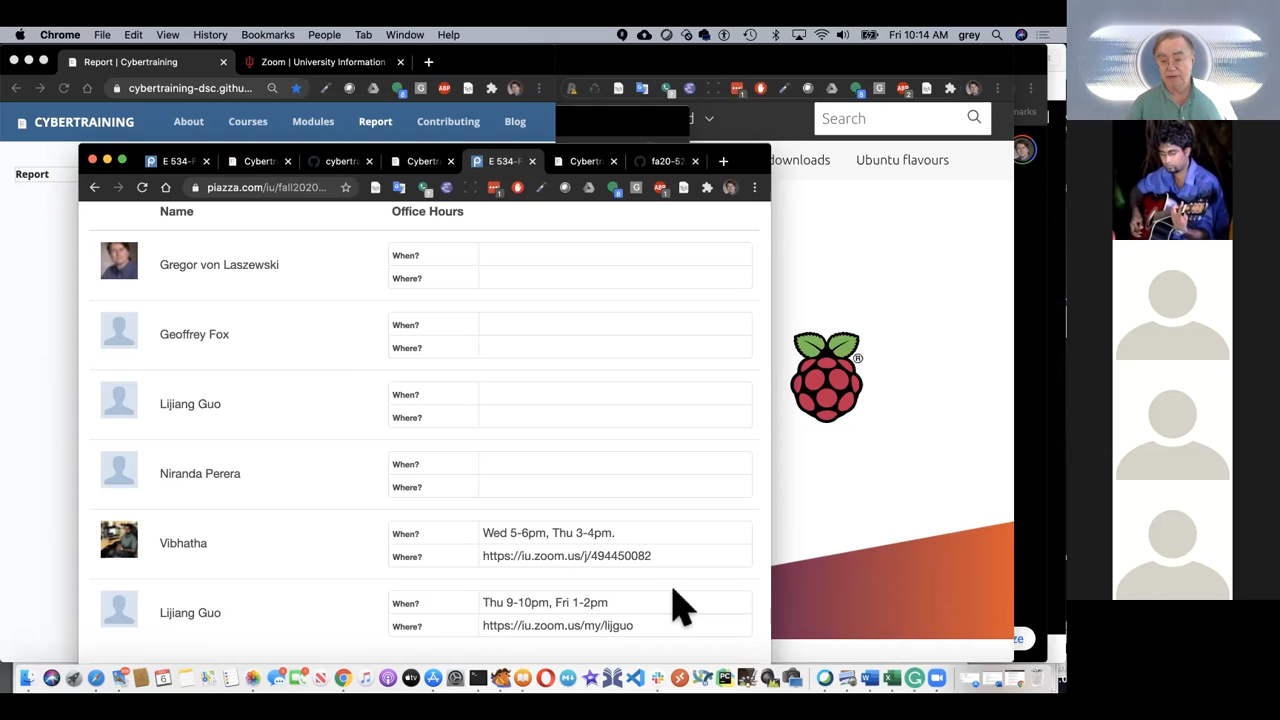 Chrome File Edit View History Bookmarks People Tab Window Help Fri 10:14 AM grey
Report | Cybertraining
Zoom | University Information
cybertraining-dsc.githu...
CYBERTRAINING About Courses Modules Report Contributing Blog
Search
Report
E 534-F Cybertr cybertra Cybertra E 534-F Cybertr fa20-52
downloads Ubuntu flavours
piazza.com/iu/fall2020...
Name Office Hours
Gregor von Laszewski
When?
Where?
Geoffrey Fox
When?
Where?
®
Lijiang Guo
When?
Where?
Niranda Perera
When?
Where?
Vibhatha
When? Wed 5-6pm, Thu 3-4pm.
Where? https://iu.zoom.us/j/494450082
Lijiang Guo
When? Thu 9-10pm, Fri 1-2pm
Where? https://iu.zoom.us/my/lijguo
ze